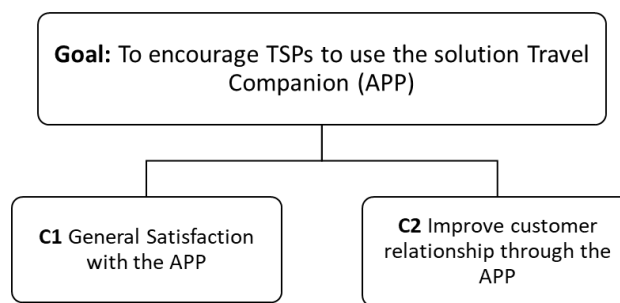 Goal: To encourage TSPs to use the solution Travel
Companion (APP)
C1 General Satisfaction
with the APP
C2 Improve customer
relationship through the
APP